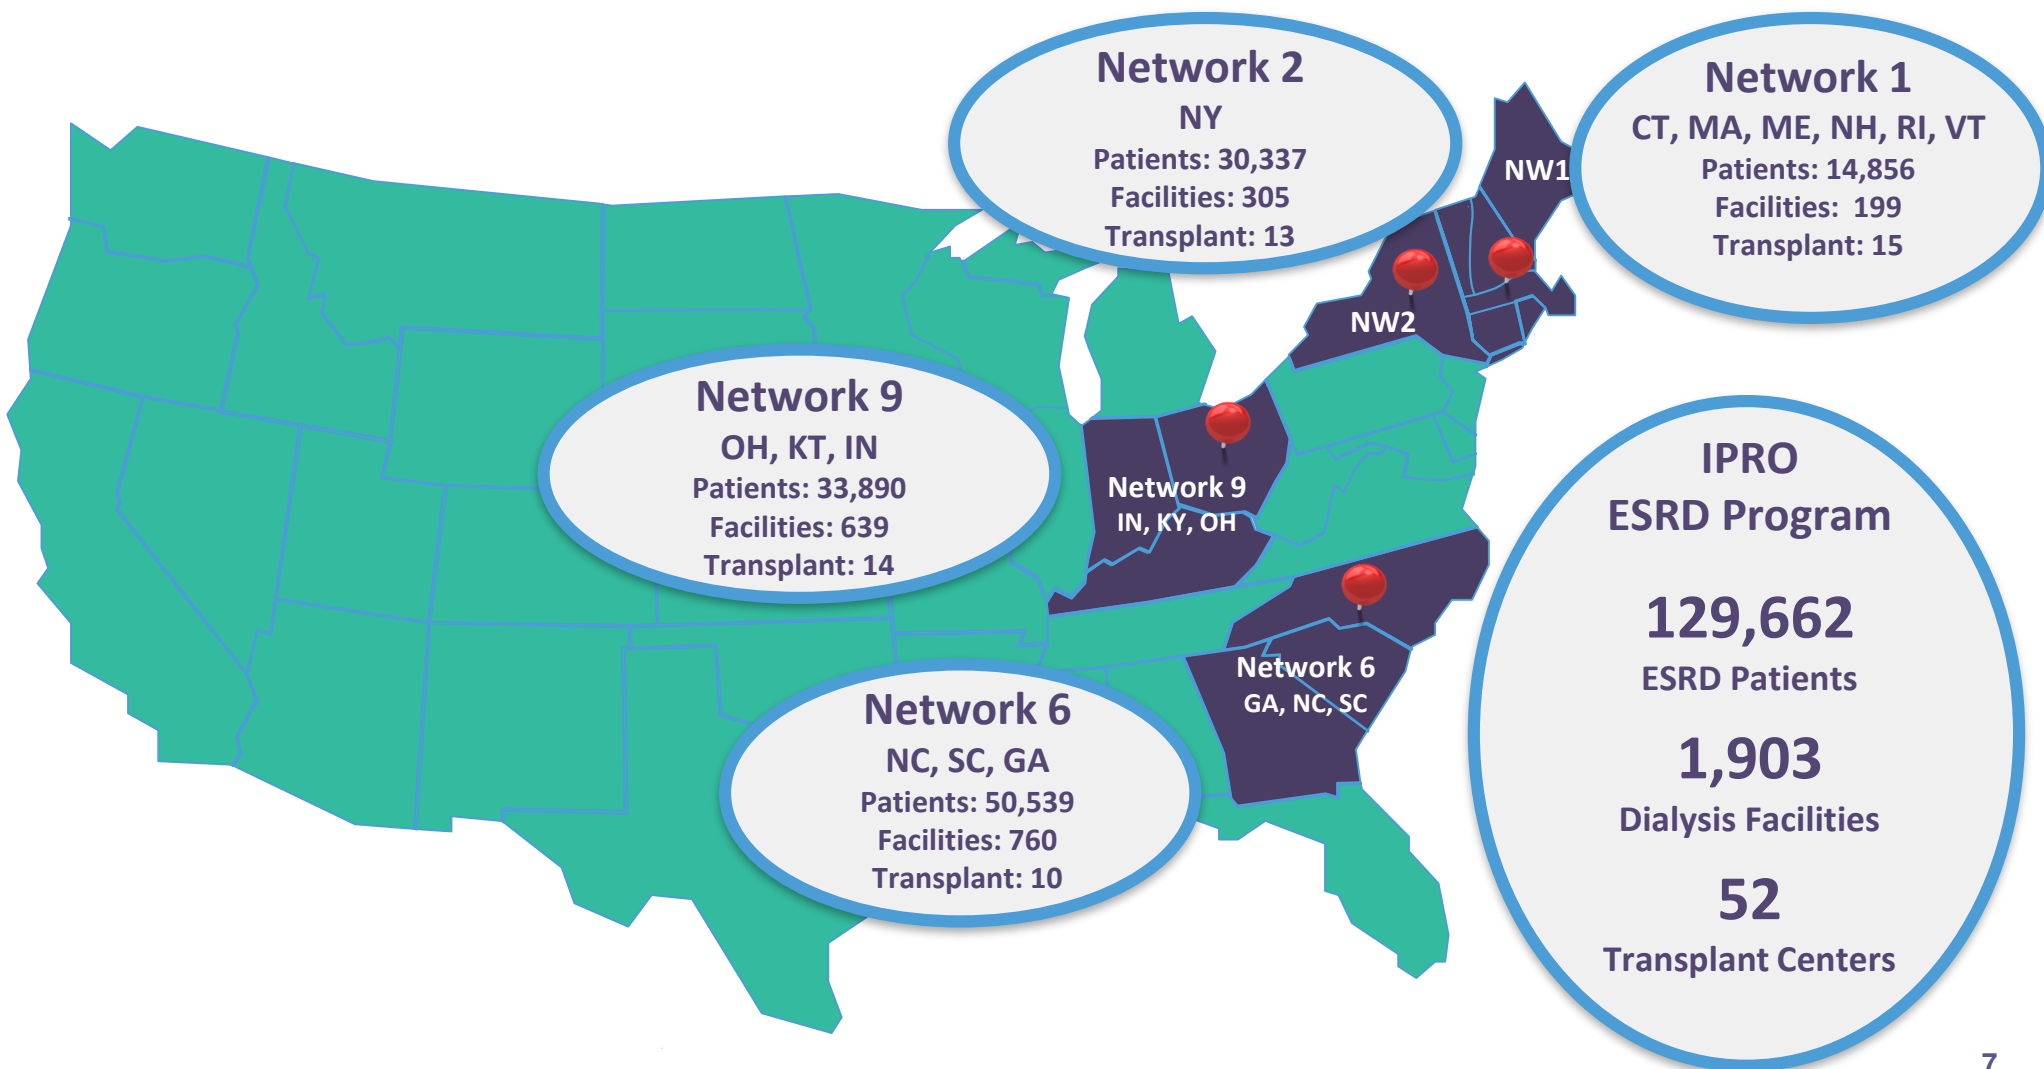 Network 2
NY
Patients: 30,337
Facilities: 305
Transplant: 13
Network 1
CT, MA, ME, NH, RI, VT
Patients: 14,856
Facilities: 199
Transplant: 15
NW1
NW2
Network 9
OH, KT, IN
Patients: 33,890
Facilities: 639
Transplant: 14
Network 9
IN, KY, OH
Network 6
GA, NC, SC
Network 6
NC, SC, GA
Patients: 50,539
Facilities: 760
Transplant: 10
IPRO
ESRD Program
129,662
ESRD Patients
1,903
Dialysis Facilities
52
Transplant Centers
7